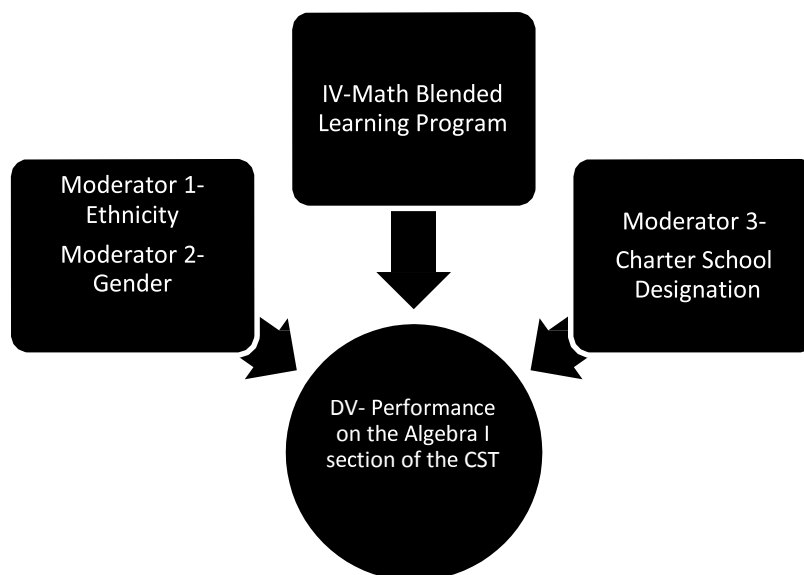 IV-Math Blended
Learning Program
Moderator 1-
Ethnicity
Moderator 2-
Gender
Moderator 3-
Charter School
Designation
DV- Performance
on the Algebra I
section of the CST